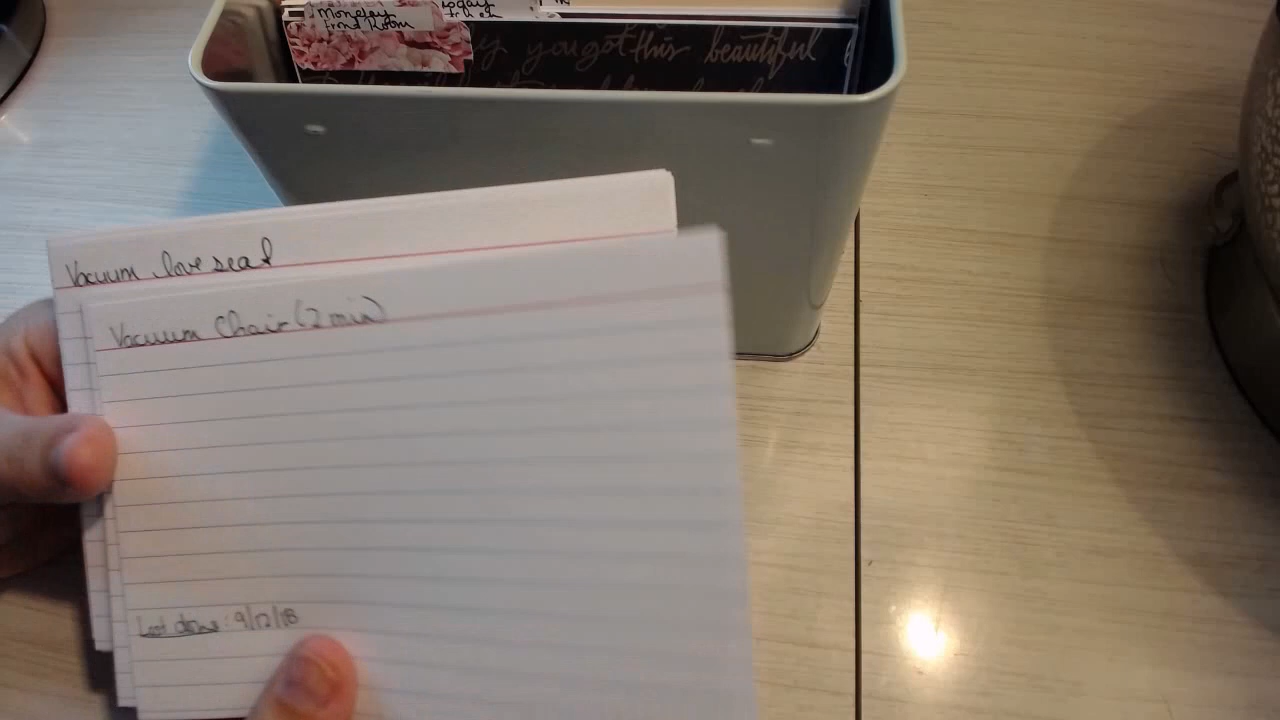 Monday
Front Room
today
you got this beautiful
Vacuum love seat
Vacuum Chair (2 min)
Last done: 9/12/18